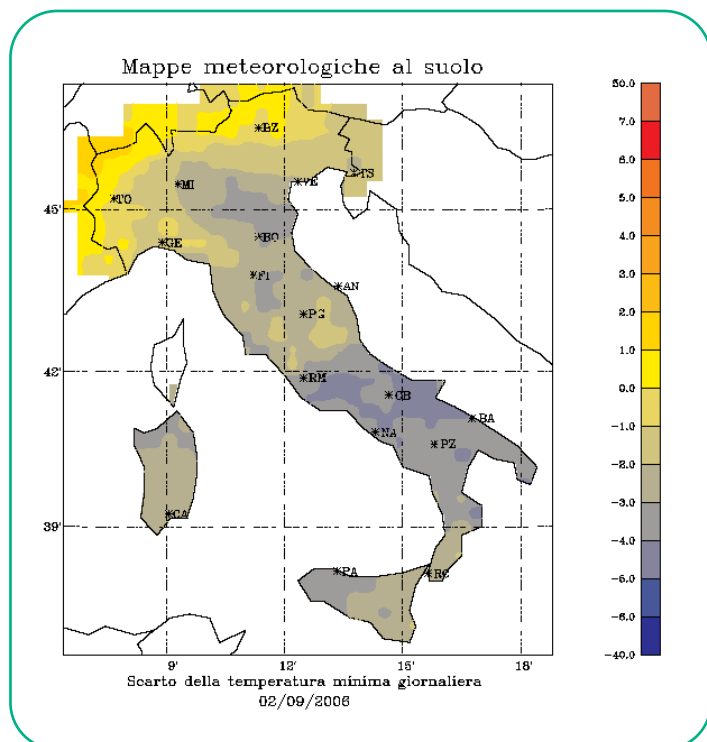 Mappe meteorologiche al suolo
50.0
7.0
6.0
5.0
4.0
3.0
2.0
1.0
0.0
-1.0
-2.0
-3.0
-4.0
-5.0
-6.0
-40.0
BZ
TS
MI
VE
TO
45'
BO
GE
FI
AN
PG
42'
RM
CB
BA
NA
PZ
CA
39'
PA
RC
9'
12'
15'
18'
Scarto della temperatura minima giornaliera
02/09/2006